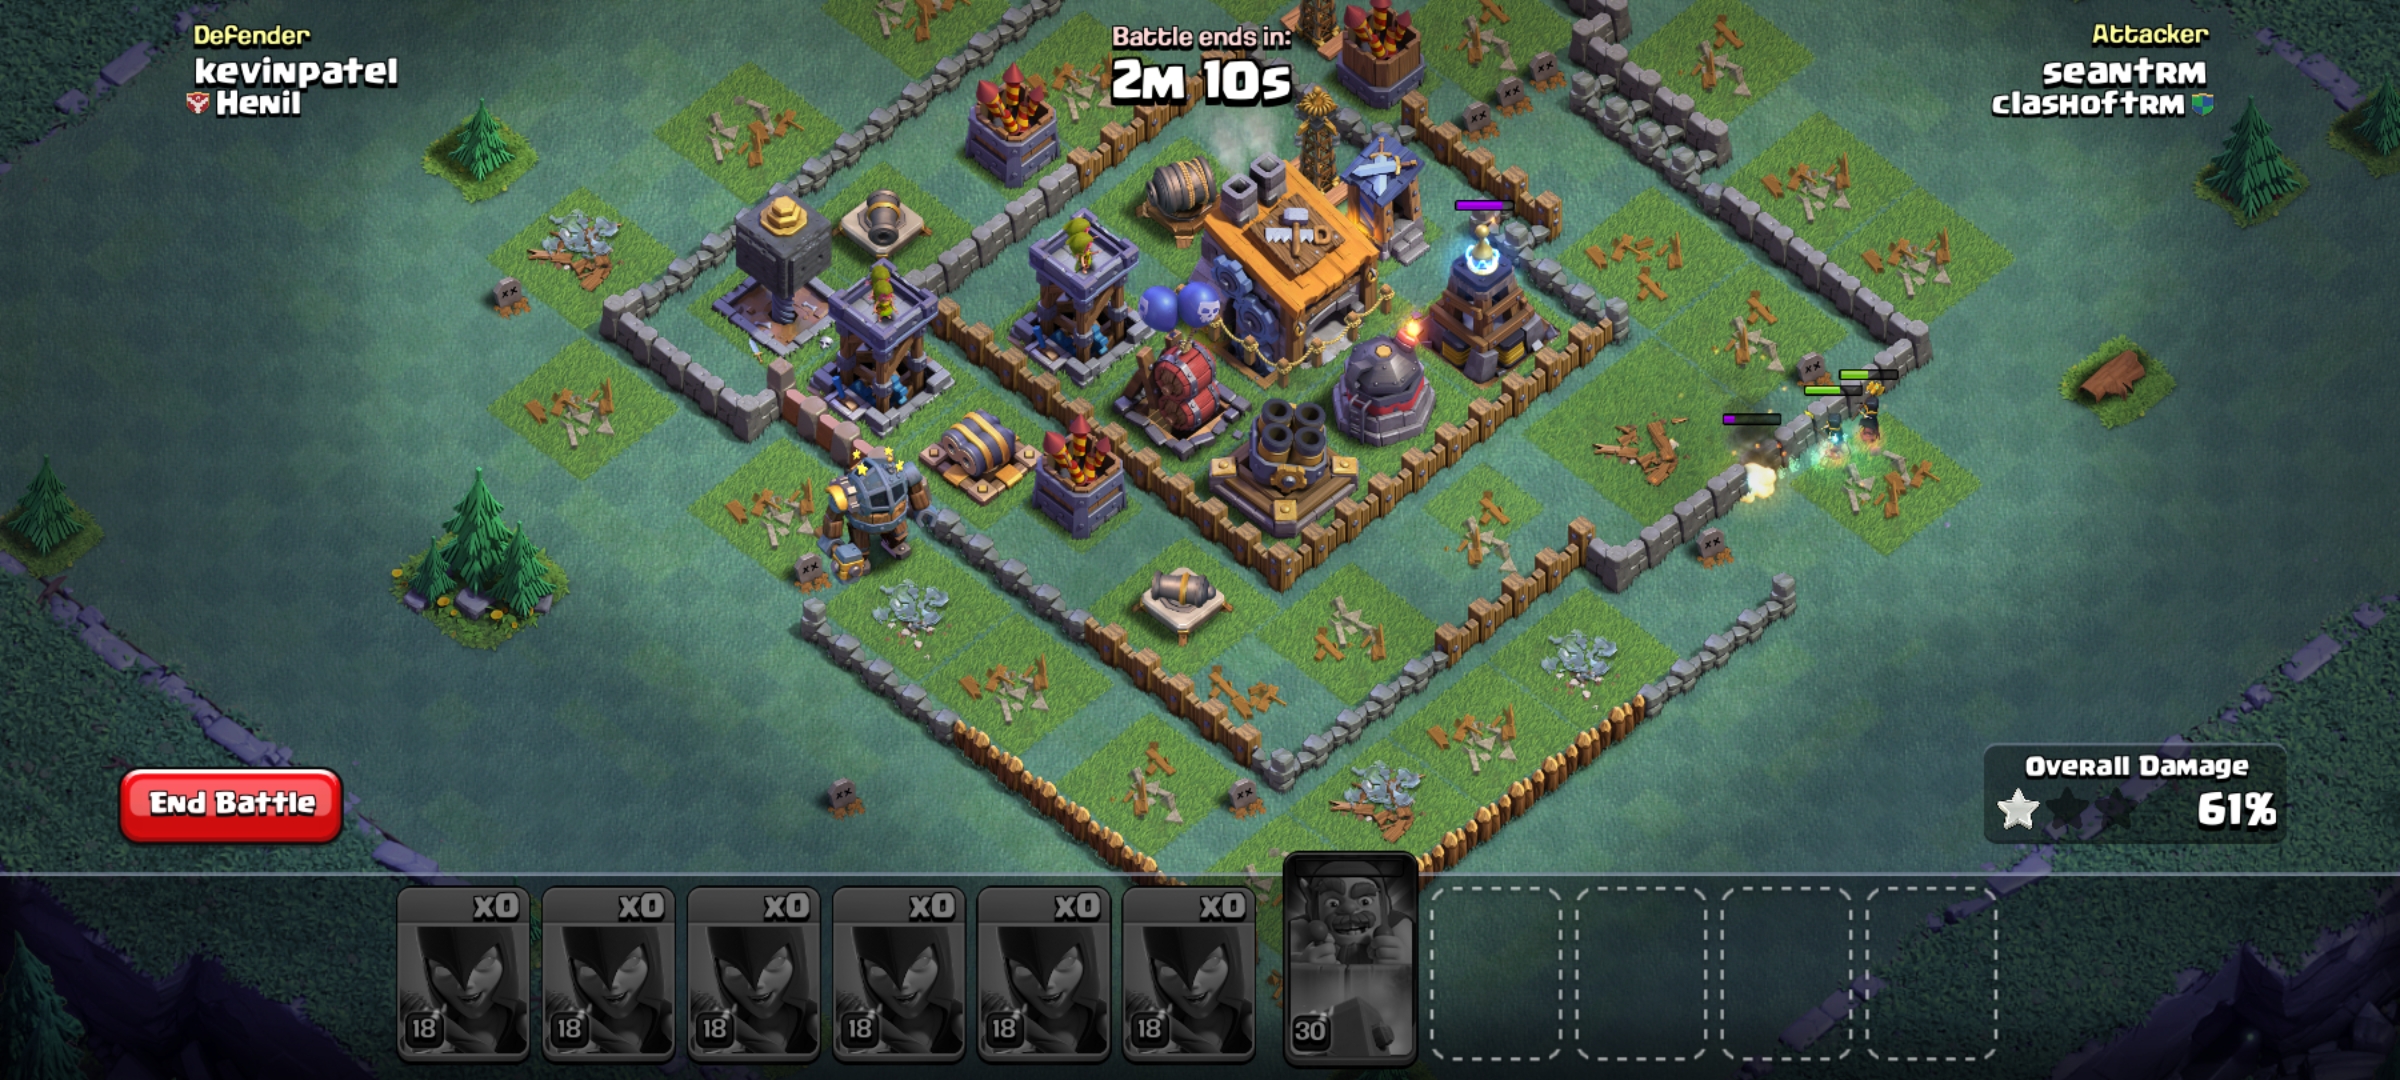 Defender
kevinpatel
Henil
Battle ends in:
2m 10s
Attacker
seantrm
clashoftrm
End Battle
Overall Damage
61%
x0
x0
x0
x0
x0
x0
18
18
18
18
18
18
30